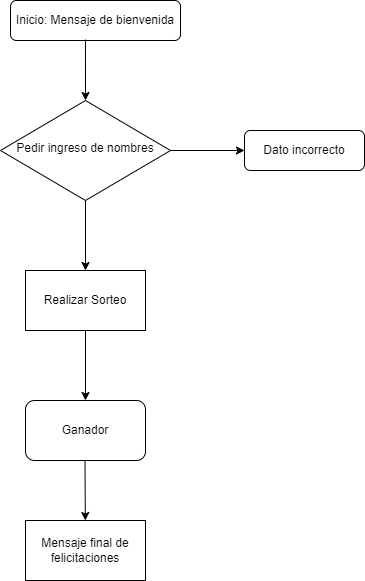 Inicio: Mensaje de bienvenida
Pedir ingreso de nombres
Dato incorrecto
Realizar Sorteo
Ganador
Mensaje final de
felicitaciones